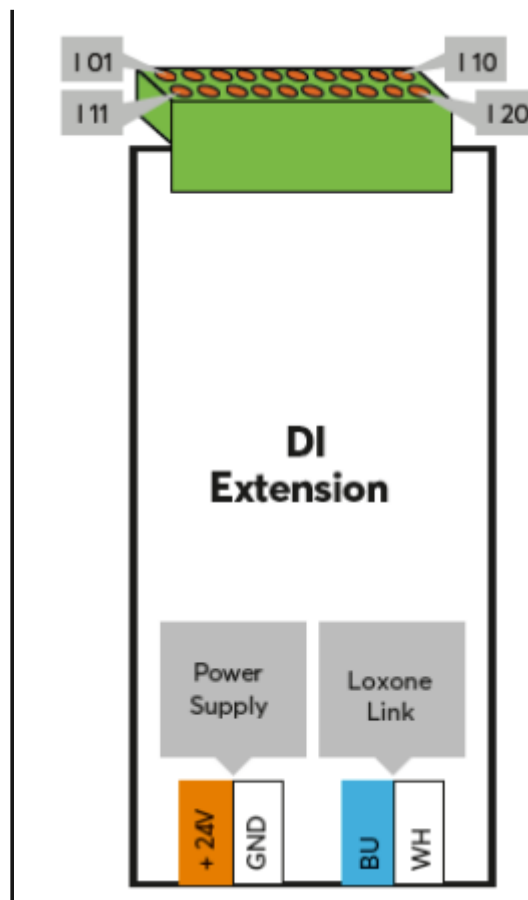 I 01
I 10
I 11
I 20
DI
Extension
Power
Supply
Loxone
Link
+ 24V
GND
BU
WH